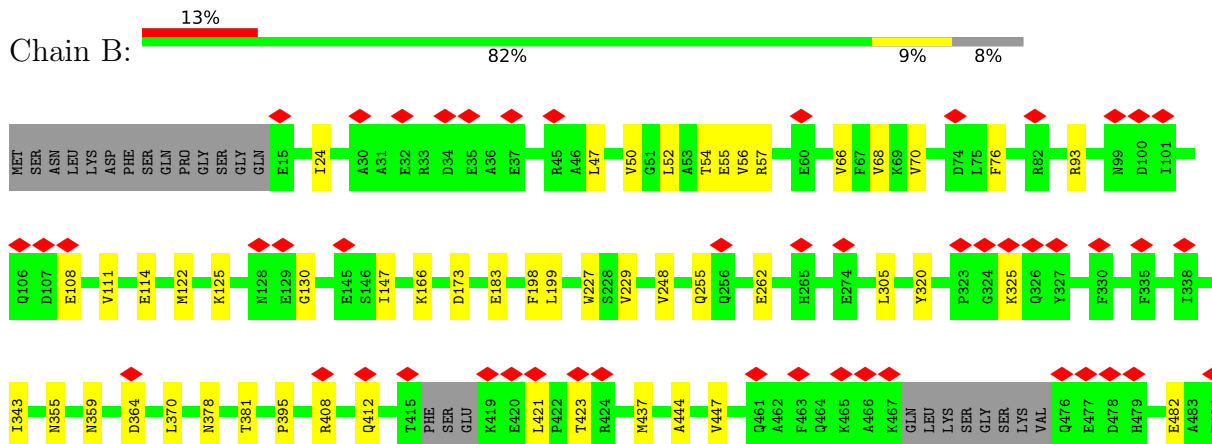 13%
Chain B:
82% 9% 8%
MET SER ASN LEU LYS ASP PHE SER GLN PRO GLY SER GLY GLN E15 I24 A30 A31 E32 R33 D34 E35 A36 E37 R45 A46 L47 V50 G51 L52 A53 T54 E55 V56 R57 E60 V66 F67 V68 K69 V70 D74 L75 F76 R82 R93 N99 D100 I101
Q106 D107 E108 V111 E114 M122 K125 N128 E129 G130 E145 S146 I147 K166 D173 E183 F198 L199 W227 S228 V229 V248 Q255 Q256 E262 H265 E274 L305 Y320 P323 G324 K325 Q326 Y327 F330 F335 I338
I343 N355 N359 D364 L370 N378 T381 P395 R408 Q412 T415 PHE SER GLU K419 E420 L421 P422 T423 R424 M437 A444 V447 Q461 A462 F463 Q464 K465 A466 K467 GLN LEU LYS SER GLY SER LYS VAL Q476 E477 D478 H479 E482 A483